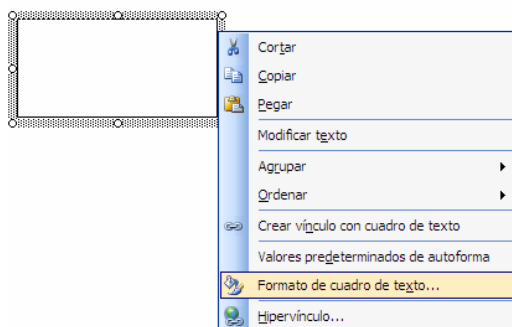 Cortar
Copiar
Pegar
Modificar texto
Agrupar
Ordenar
Crear vínculo con cuadro de texto
Valores predeterminados de autoforma
Formato de cuadro de texto...
Hipervínculo...